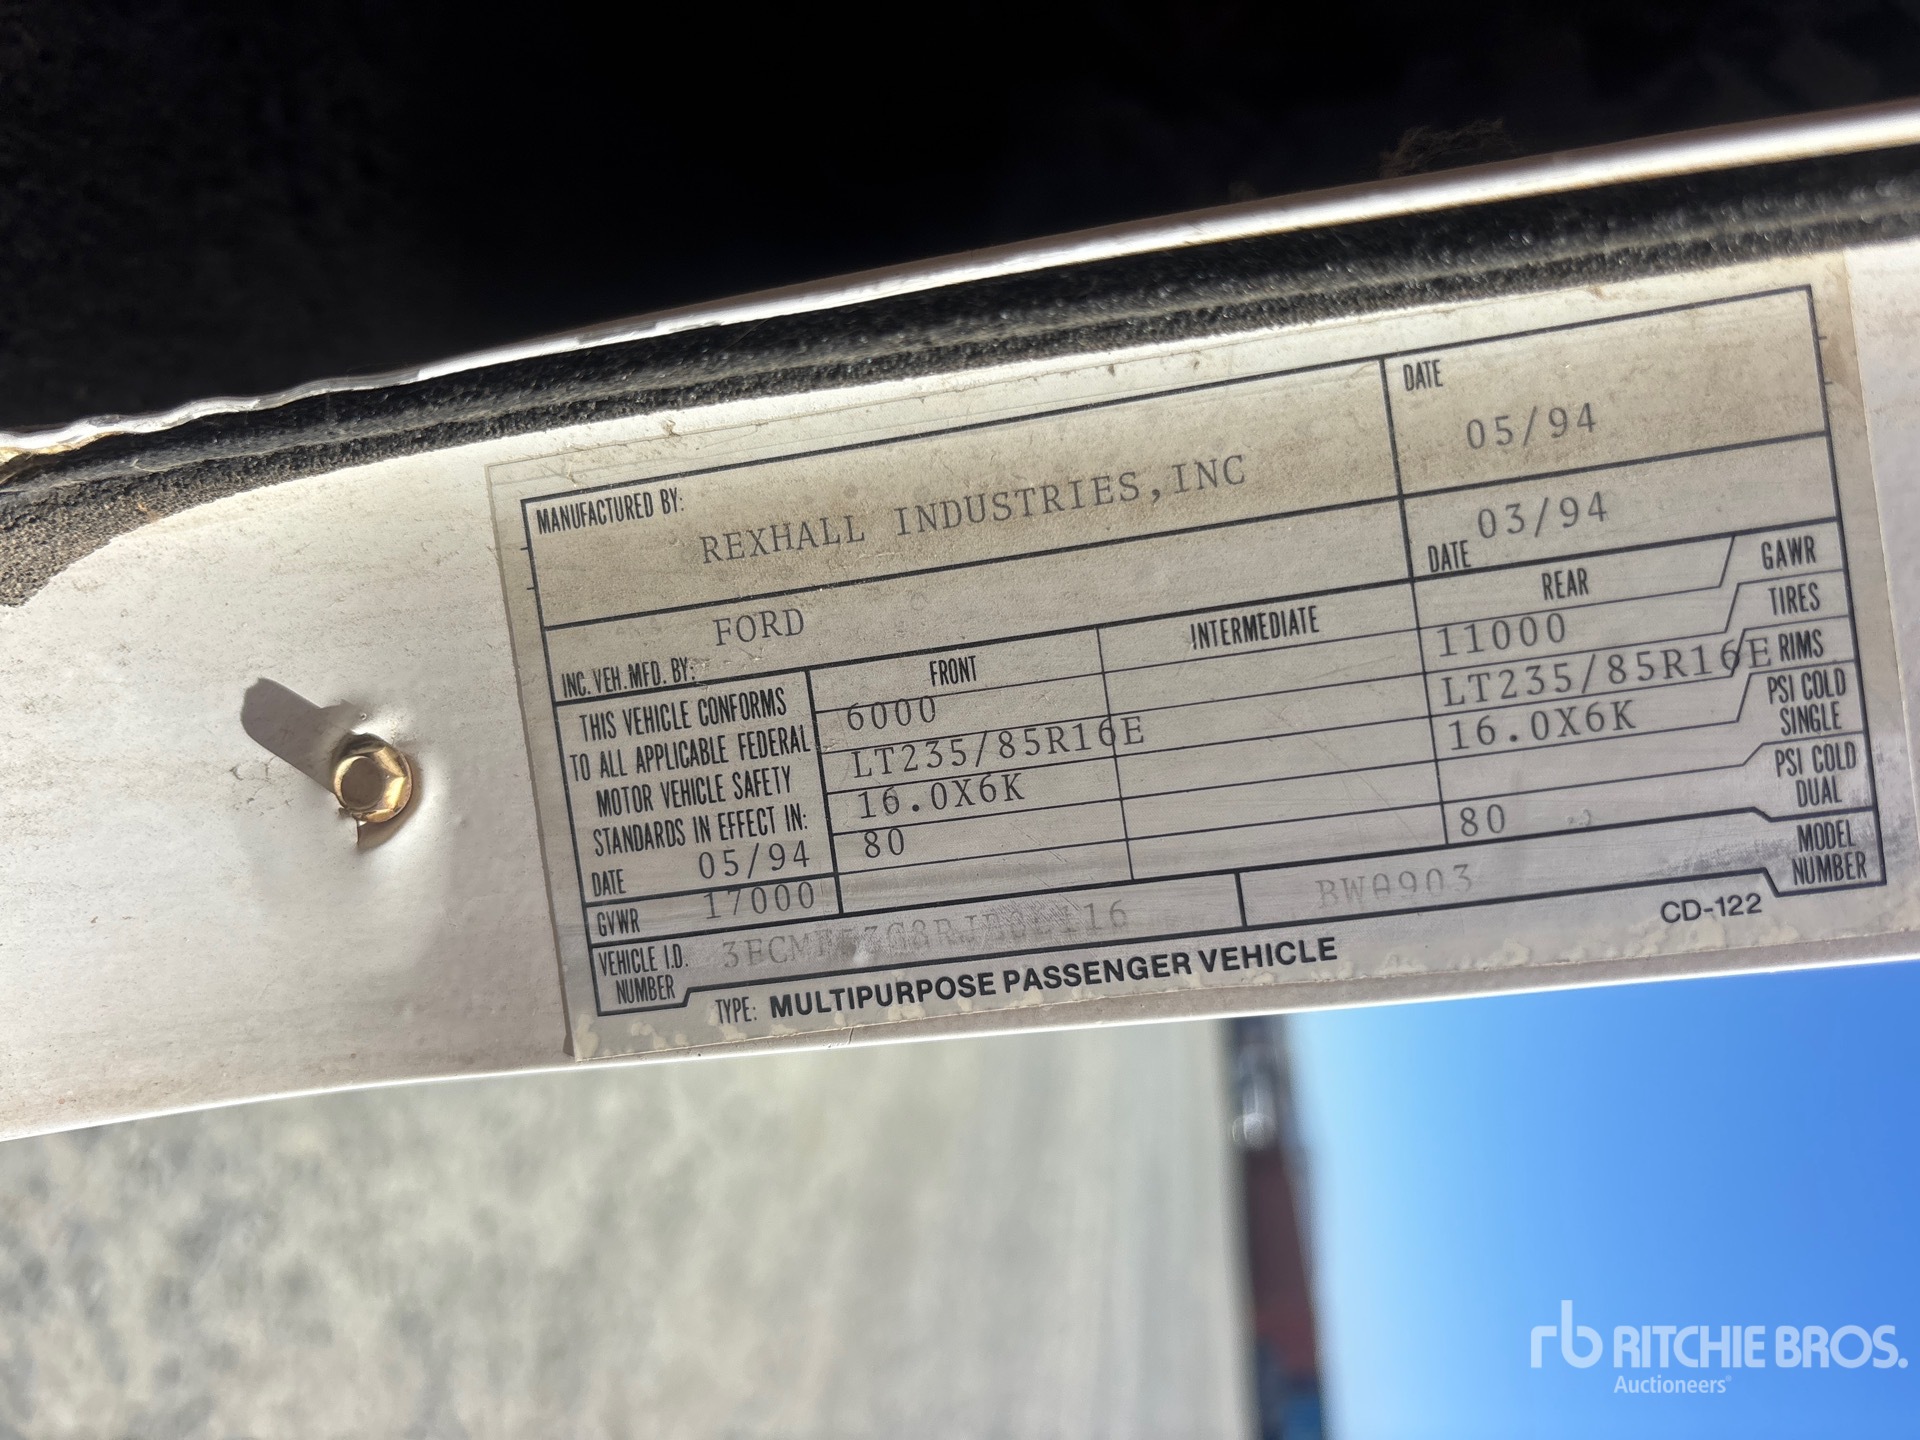 MANUFACTURED BY:
REXHALL INDUSTRIES,INC
DATE
05/94
FORD
INC. VEH. MFD. BY:
03/94
DATE
THIS VEHICLE CONFORMS
TO ALL APPLICABLE FEDERAL
MOTOR VEHICLE SAFETY
STANDARDS IN EFFECT IN:
DATE 05/94
FRONT INTERMEDIATE REAR
6000 11000 GAWR
LT235/85R16E LT235/85R16E TIRES
16.0X6K 16.0X6K RIMS
80 PSI COLD
SINGLE
80 PSI COLD
DUAL
GVWR 17000
VEHICLE I.D.
NUMBER
BWA903 MODEL
NUMBER
TYPE: MULTIPURPOSE PASSENGER VEHICLE
CD-122
rb RITCHIE BROS.
Auctioneers